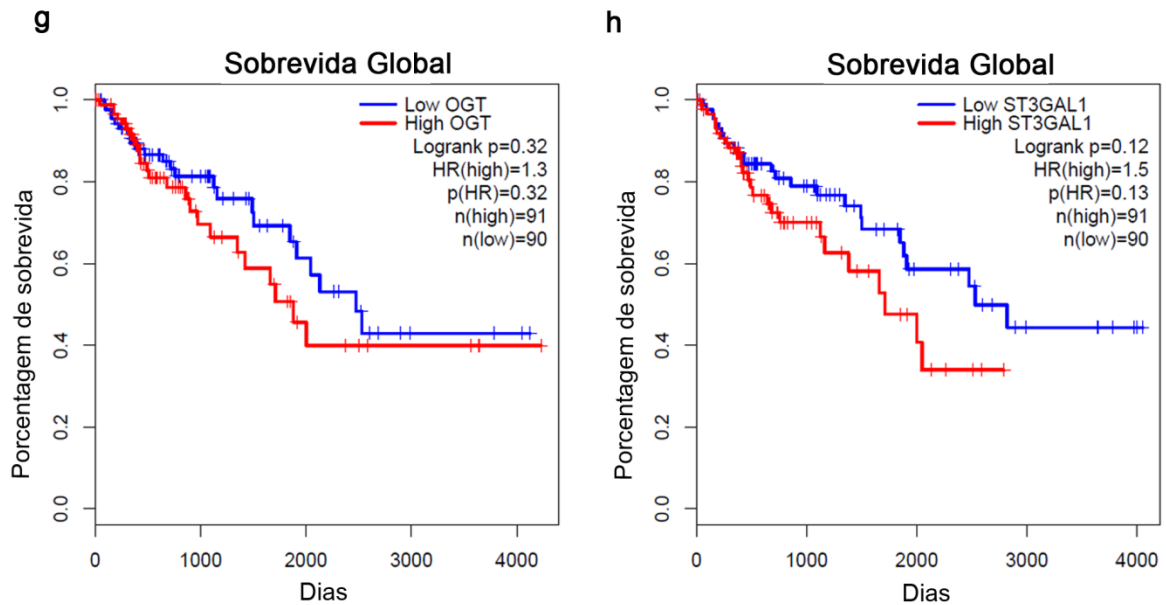 g
Sobrevida Global
Low OGT
High OGT
Logrank p=0.32
HR(high)=1.3
p(HR)=0.32
n(high)=91
n(low)=90
Porcentagem de sobrevida
1.0
0.8
0.6
0.4
0.2
0.0
0 1000 2000 3000 4000
Dias
h
Sobrevida Global
Low ST3GAL1
High ST3GAL1
Logrank p=0.12
HR(high)=1.5
p(HR)=0.13
n(high)=91
n(low)=90
Porcentagem de sobrevida
1.0
0.8
0.6
0.4
0.2
0.0
0 1000 2000 3000 4000
Dias